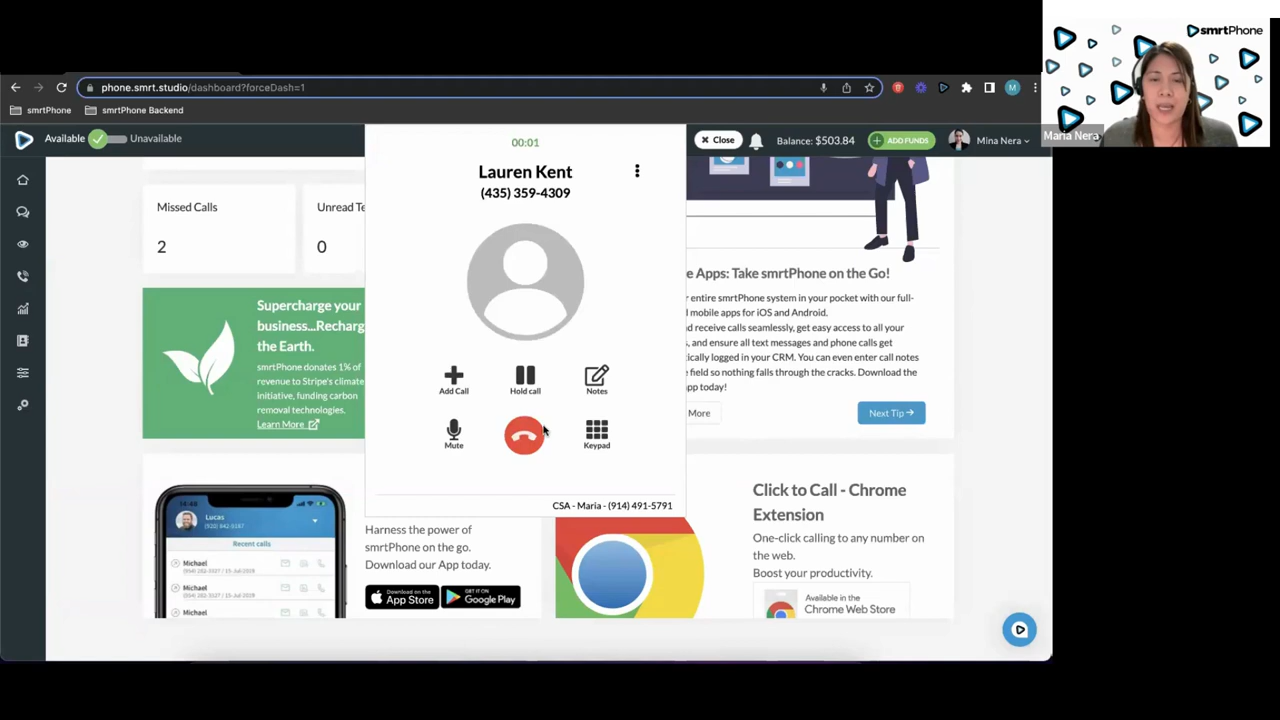 smrtPhone
Maria Nera
phone.smrt.studio/dashboard?forceDash=1
M
smrtPhone
smrtPhone Backend
Available
Unavailable
Close
Balance: $503.84
ADD FUNDS
Mina Nera
00:01
Lauren Kent
(435) 359-4309
Add Call
Hold call
Notes
Mute
Keypad
CSA - Maria - (914) 491-5791
Missed Calls
2
Unread Te
0
Supercharge your
business...Recharg
the Earth.
smrtPhone donates 1% of
revenue to Stripe's climate
initiative, funding carbon
removal technologies.
Learn More
e Apps: Take smrtPhone on the Go!
r entire smrtPhone system in your pocket with our full-
l mobile apps for iOS and Android.
d receive calls seamlessly, get easy access to all your
s, and ensure all text messages and phone calls get
ically logged in your CRM. You can even enter call notes
e field so nothing falls through the cracks. Download the
pp today!
More
Next Tip
Lucas
Recent calls
Michael
Michael
Michael
Harness the power of
smrtPhone on the go.
Download our App today.
Download on the
App Store
GET IT ON
Google Play
Click to Call - Chrome
Extension
One-click calling to any number on
the web.
Boost your productivity.
Available in the
Chrome Web Store